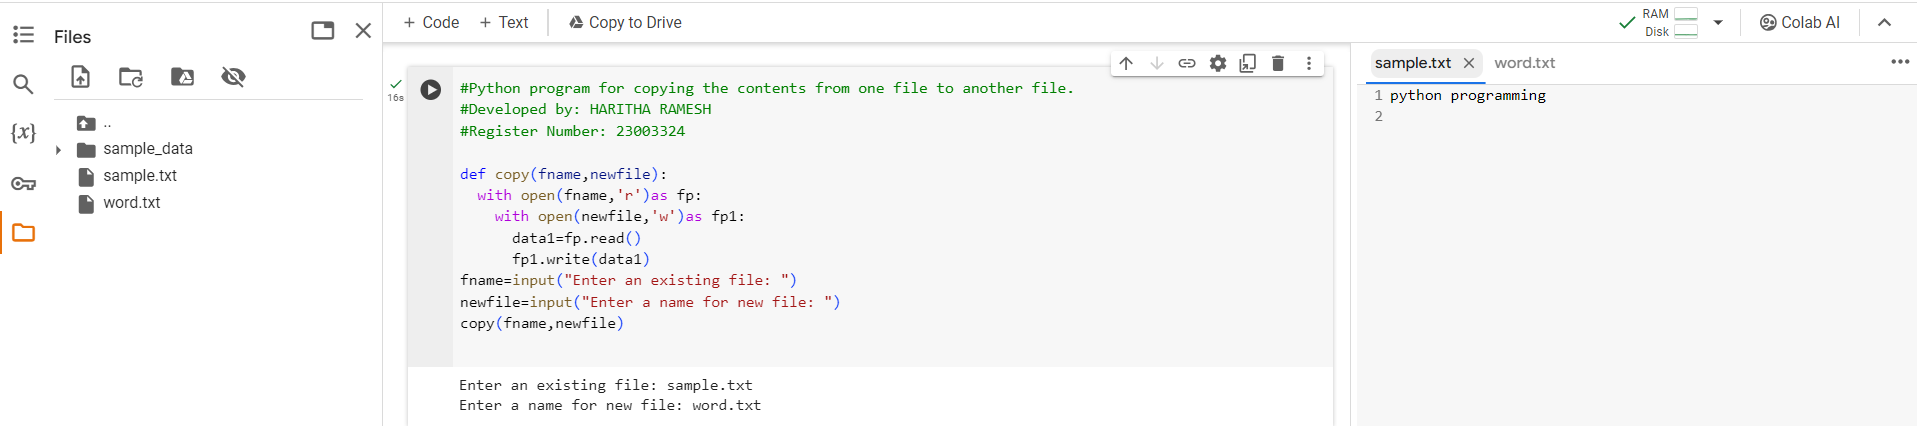 Files
..
sample_data
sample.txt
word.txt
{x}
+ Code + Text Copy to Drive
RAM
Disk
Colab AI
16s
#Python program for copying the contents from one file to another file.
#Developed by: HARITHA RAMESH
#Register Number: 23003324
def copy(fname,newfile):
  with open(fname,'r')as fp:
    with open(newfile,'w')as fp1:
      data1=fp.read()
      fp1.write(data1)
fname=input("Enter an existing file: ")
newfile=input("Enter a name for new file: ")
copy(fname,newfile)
Enter an existing file: sample.txt
Enter a name for new file: word.txt
sample.txt word.txt
1 python programming
2